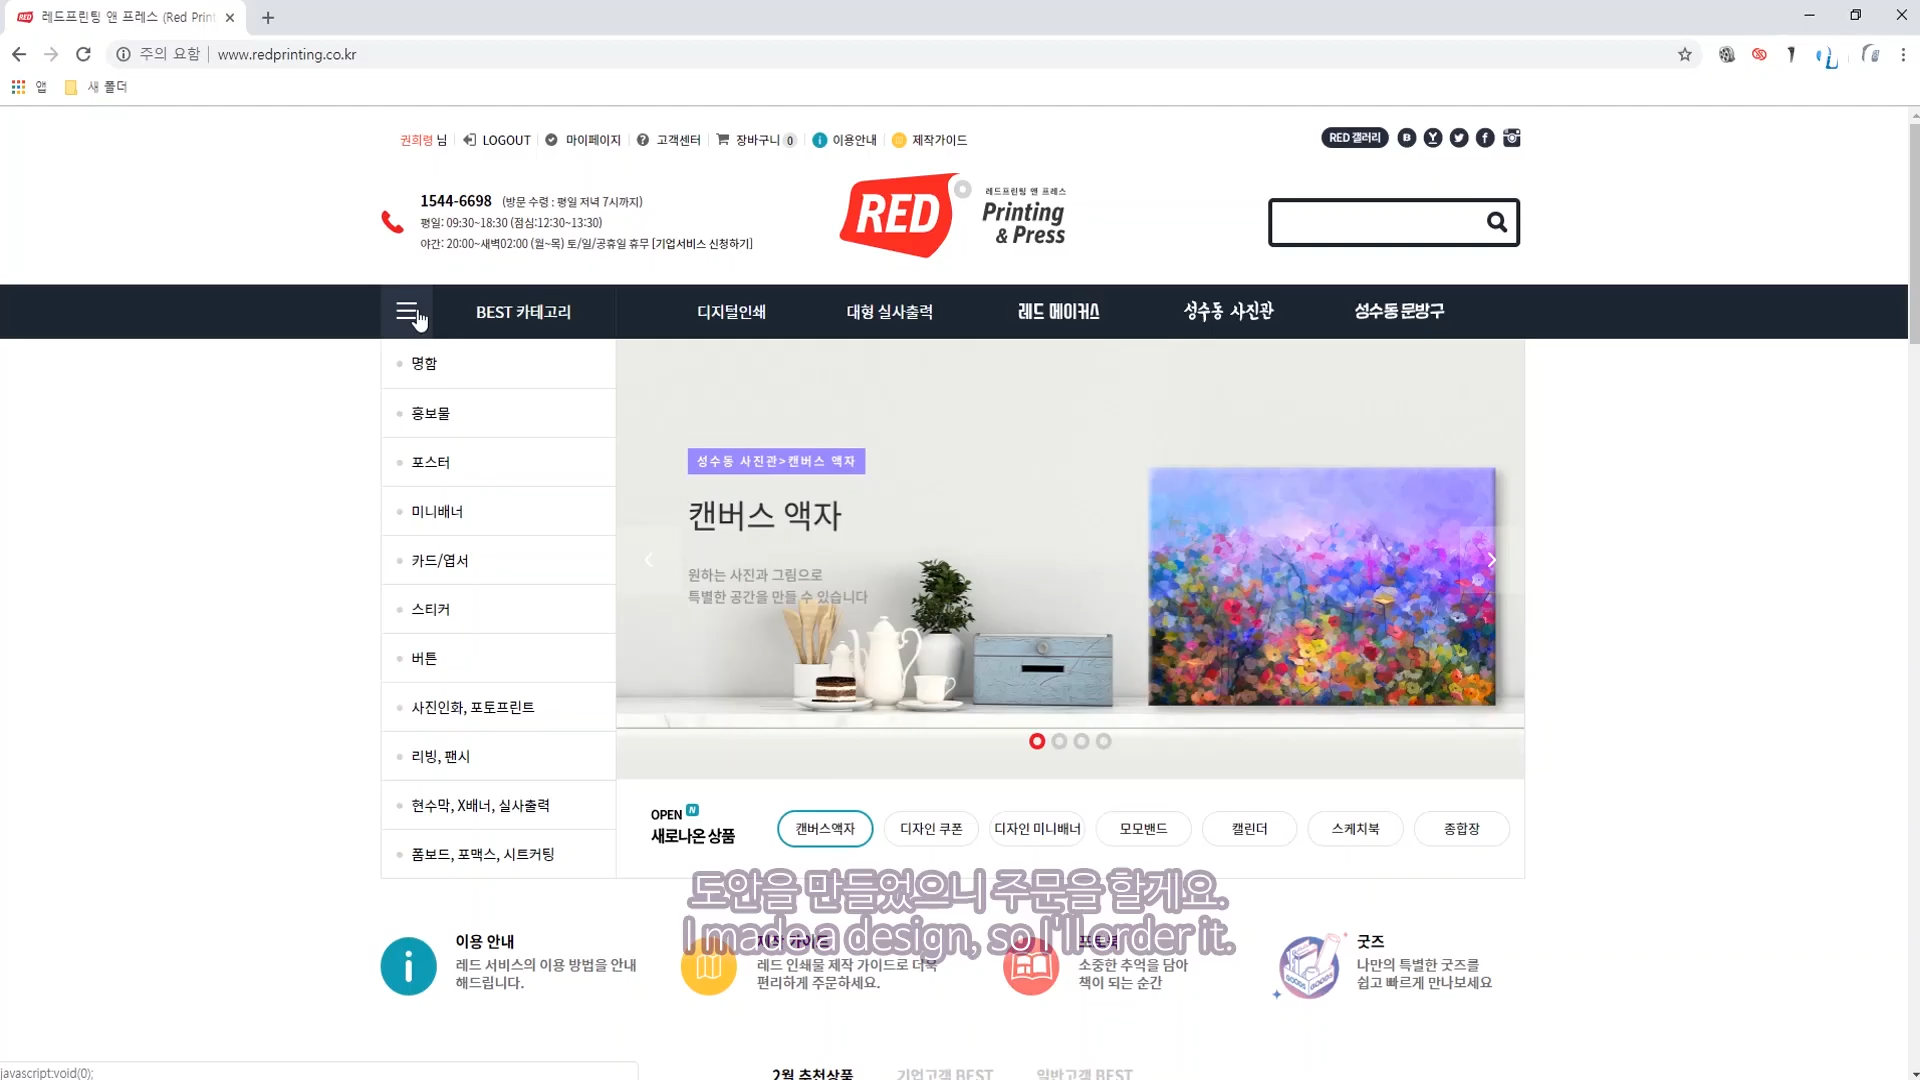 레드프린팅 앤 프레스 (Red Print
주의 요함 | www.redprinting.co.kr
앱 새 폴더
권희령 님 LOGOUT 마이페이지 고객센터 장바구니 0 이용안내 제작가이드
RED 갤러리
1544-6698 (방문 수령 : 평일 저녁 7시까지)
평일: 09:30~18:30 (점심:12:30~13:30)
야간: 20:00~새벽02:00 (월~목) 토/일/공휴일 휴무 [기업서비스 신청하기]
RED
레드프린팅 앤 프레스
Printing
& Press
BEST 카테고리 디지털인쇄 대형 실사출력 레드 메이커스 성수동 사진관 성수동 문방구
명함
홍보물
포스터
미니배너
카드/엽서
스티커
버튼
사진인화, 포토프린트
리빙, 팬시
현수막, X배너, 실사출력
폼보드, 포맥스, 시트커팅
성수동 사진관>캔버스 액자
캔버스 액자
원하는 사진과 그림으로
특별한 공간을 만들 수 있습니다
OPEN N
새로나온 상품
캔버스액자 디자인 쿠폰 디자인 미니배너 모모밴드 캘린더 스케치북 종합장
도안을 만들었으니 주문을 할게요.
I made a design, so I'll order it.
이용 안내
레드 서비스의 이용 방법을 안내
해드립니다.
제작 가이드
레드 인쇄물 제작 가이드로 더욱
편리하게 주문하세요.
포토북
소중한 추억을 담아
책이 되는 순간
굿즈
나만의 특별한 굿즈를
쉽고 빠르게 만나보세요
2월 추천상품 기업고객 BEST 일반고객 BEST
javascript:void(0);